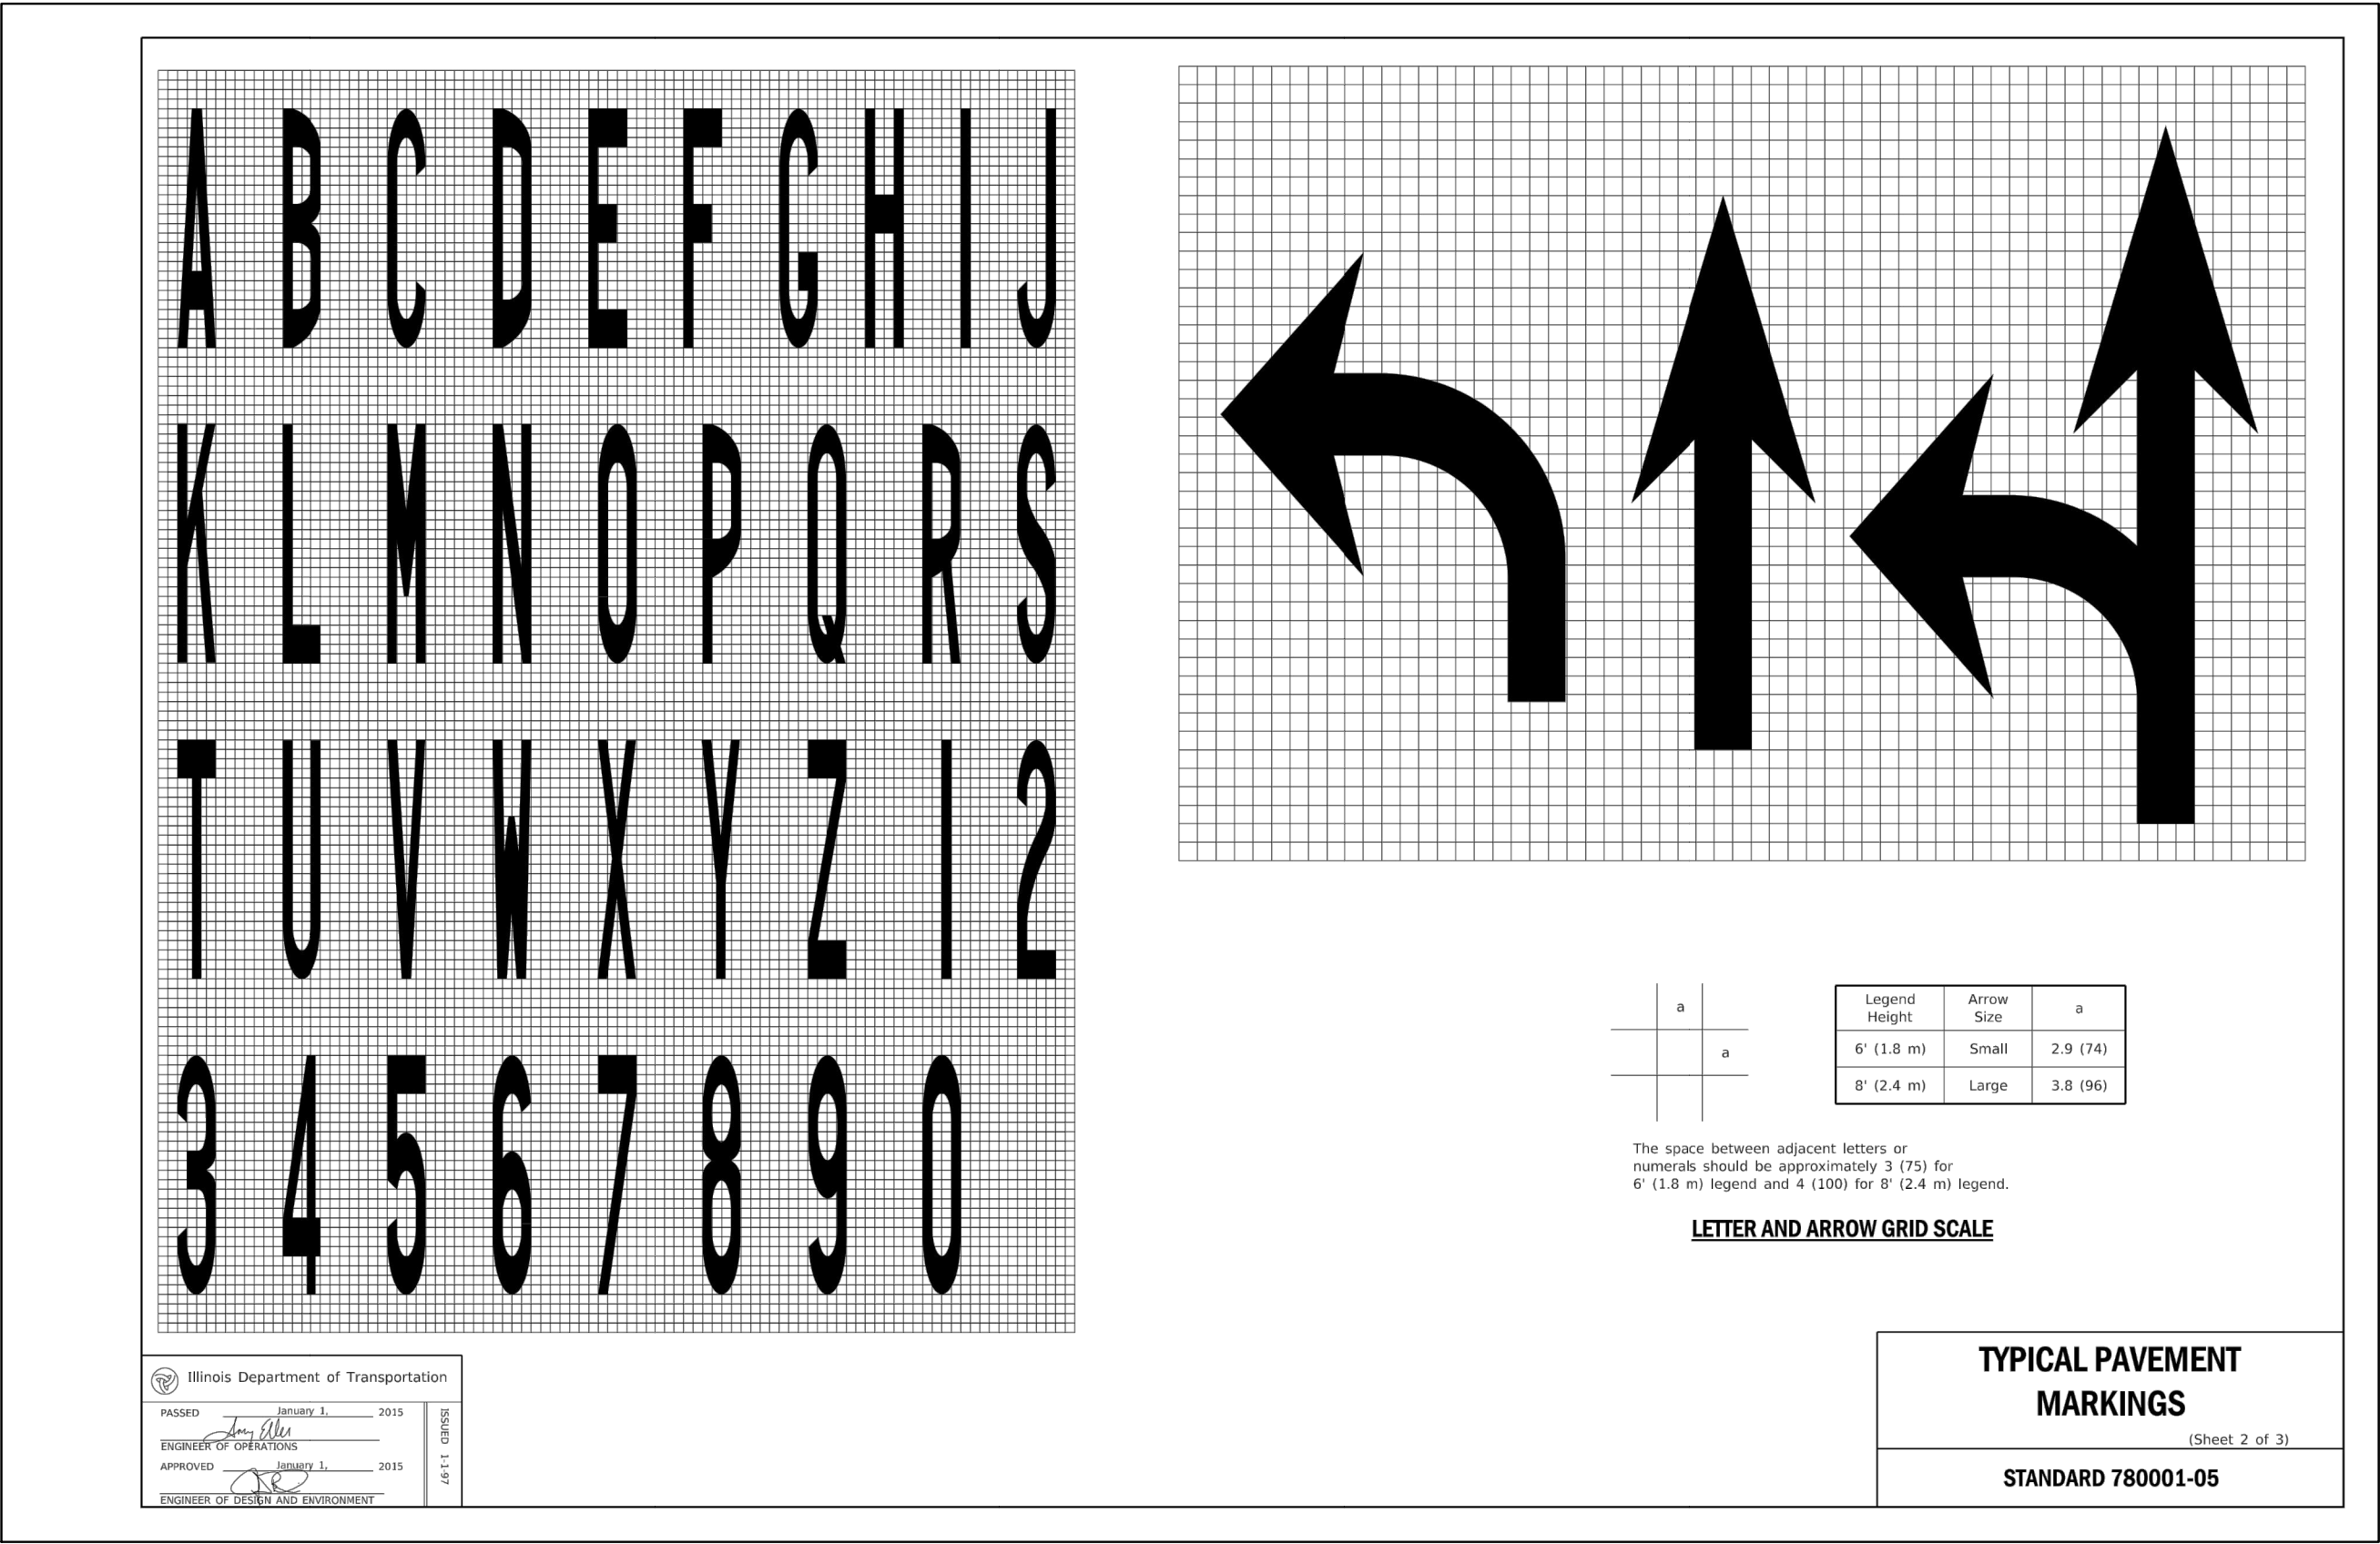 A B C D E F G H I J
K L M N O P Q R S
T U V W X Y Z 1 2
3 4 5 6 7 8 9 0
a
a
Legend Height Arrow Size a
6' (1.8 m) Small 2.9 (74)
8' (2.4 m) Large 3.8 (96)
The space between adjacent letters or
numerals should be approximately 3 (75) for
6' (1.8 m) legend and 4 (100) for 8' (2.4 m) legend.
LETTER AND ARROW GRID SCALE
Illinois Department of Transportation
PASSED January 1, 2015
Amy Eller
ENGINEER OF OPERATIONS
APPROVED January 1, 2015
ENGINEER OF DESIGN AND ENVIRONMENT
ISSUED 1-1-97
TYPICAL PAVEMENT
MARKINGS
(Sheet 2 of 3)
STANDARD 780001-05